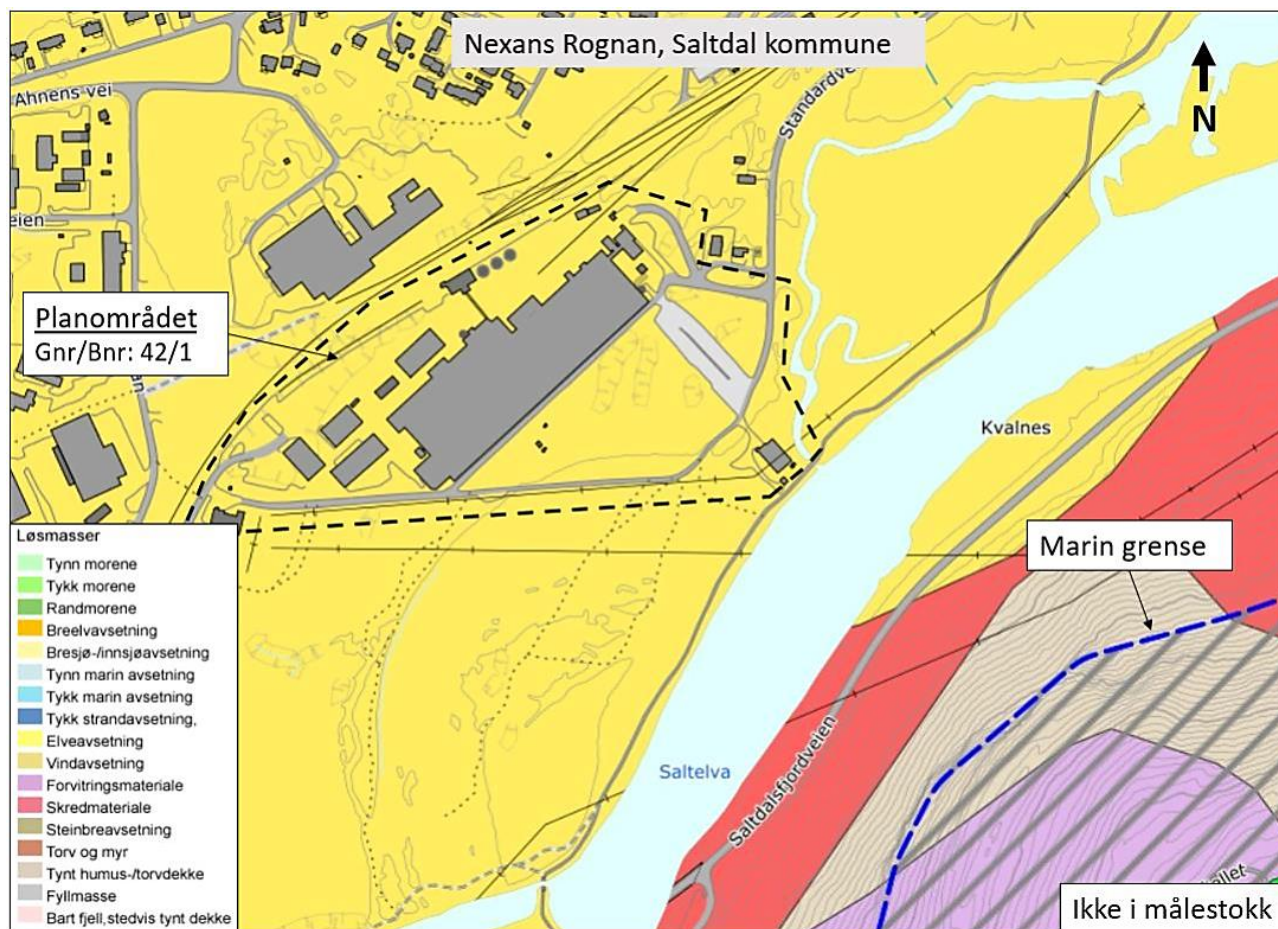 Nexans Rognan, Saltdal kommune
N
Ahnens vei
Standardve
eien
Planområdet
Gnr/Bnr: 42/1
an
Kvalnes
Marin grense
Løsmasser
Tynn morene
Tykk morene
Randmorene
Breelvavsetning
Bresjø-/innsjøavsetning
Tynn marin avsetning
Tykk marin avsetning
Tykk strandavsetning,
Elveavsetning
Vindavsetning
Forvitringsmateriale
Skredmateriale
Steinbreavsetning
Torv og myr
Tynt humus-/torvdekke
Fyllmasse
Bart fjell,stedvis tynt dekke
Saltelva
Saltdalsfjordveien
Ikke i målestokk